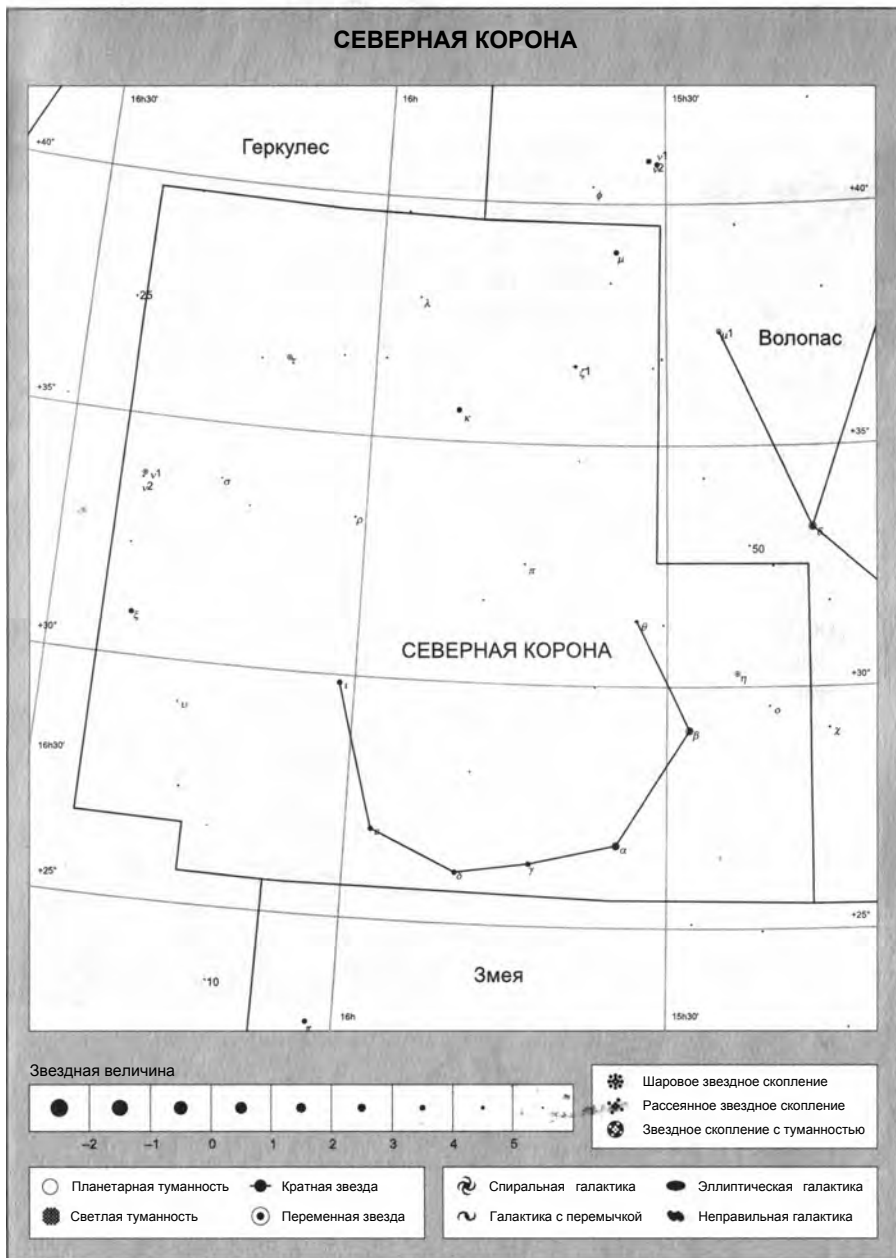 СЕВЕРНАЯ КОРОНА
16h30' 16h 15h30'
+40° Геркулес ν1
ν2 +40°
ϕ
μ
+25 λ
μ1 Волопас
τ ζ1
+35° κ +35°
ν1
ν2 σ
ρ δ
50
π
ξ
θ
+30° СЕВЕРНАЯ КОРОНА +30°
ι η
υ ο
χ
16h30' β
ε α
+25° δ γ
+25°
Змея
10
16h 15h30'
π
Звездная величина
−2 −1 0 1 2 3 4 5
Шаровое звездное скопление
Рассеянное звездное скопление
Звездное скопление с туманностью
Планетарная туманность Кратная звезда
Светлая туманность Переменная звезда
Спиральная галактика Эллиптическая галактика
Галактика с перемычкой Неправильная галактика